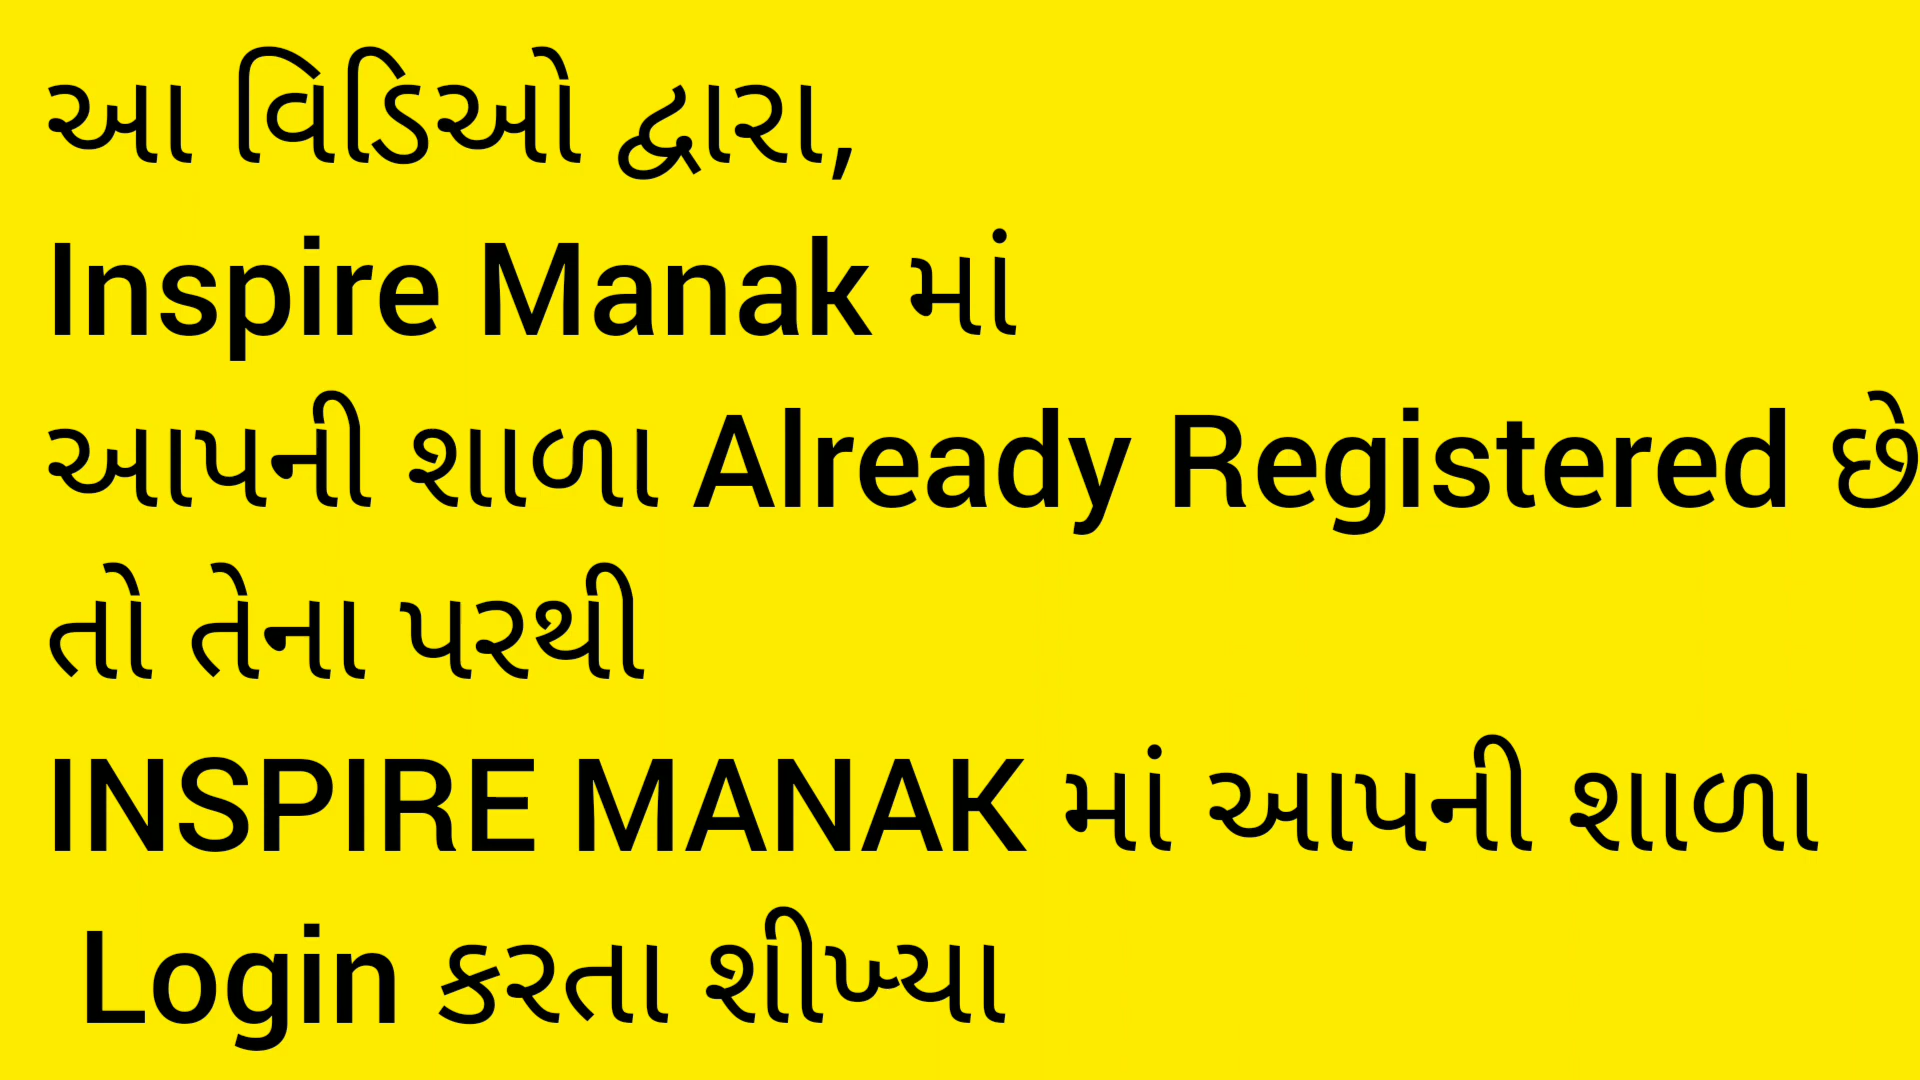 આ વિડિઓ દ્વારા,
Inspire Manak માં
આપની શાળા Already Registered છે
તો તેના પરથી
INSPIRE MANAK માં આપની શાળા
Login કરતા શીખ્યા